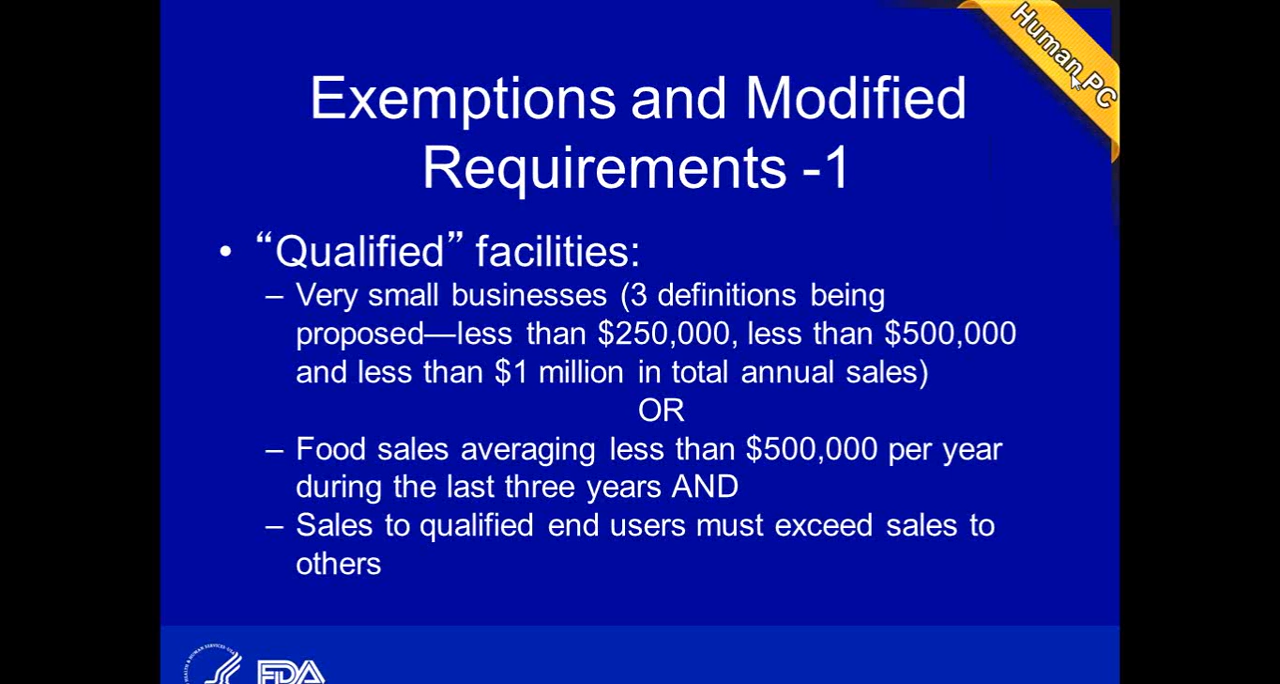 Human PC
Exemptions and Modified
Requirements -1
• “Qualified” facilities:
– Very small businesses (3 definitions being
proposed—less than $250,000, less than $500,000
and less than $1 million in total annual sales)
OR
– Food sales averaging less than $500,000 per year
during the last three years AND
– Sales to qualified end users must exceed sales to
others
FDA